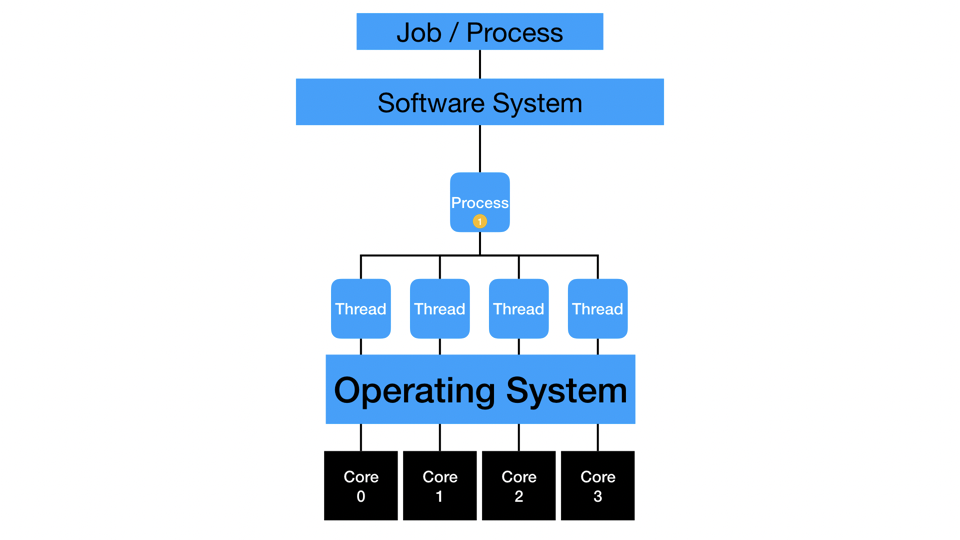 Job / Process
Software System
Process
1
Thread Thread Thread Thread
Operating System
Core Core Core Core
0 1 2 3